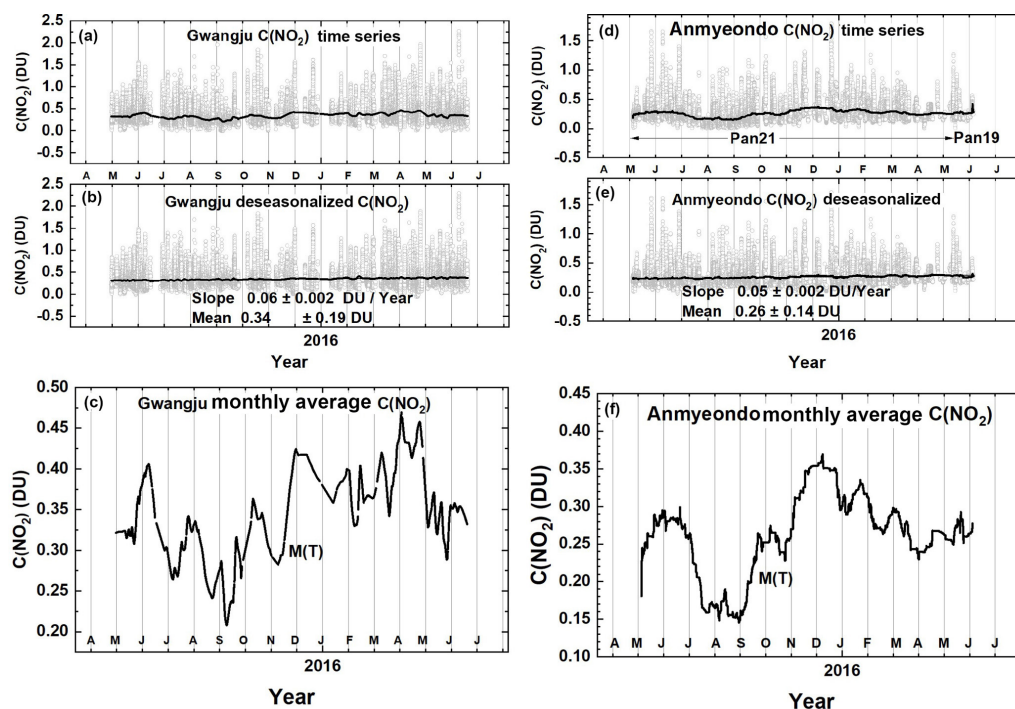 (a) Gwangju C(NO₂) time series
C(NO₂) (DU)
2.5
2.0
1.5
1.0
0.5
0.0
-0.5
A M J J A S O N D J F M A M J J
(b) Gwangju deseasonalized C(NO₂)
C(NO₂) (DU)
2.5
2.0
1.5
1.0
0.5
0.0
-0.5
Slope 0.06 ± 0.002 DU / Year
Mean 0.34 ± 0.19 DU
2016
Year
(c) Gwangju monthly average C(NO₂)
C(NO₂) (DU)
0.50
0.45
0.40
0.35
0.30
0.25
0.20
M(T)
A M J J A S O N D F M A M J J
2016
Year
(d) Anmyeondo C(NO₂) time series
C(NO₂) (DU)
1.5
1.0
0.5
0.0
-0.5
Pan21 Pan19
A M J J A S O N D J F M A M J J
(e) Anmyeondo C(NO₂) deseasonalized
C(NO₂) (DU)
1.5
1.0
0.5
0.0
-0.5
Slope 0.05 ± 0.002 DU/Year
Mean 0.26 ± 0.14 DU
2016
Year
(f) Anmyeondo monthly average C(NO₂)
C(NO₂) (DU)
0.45
0.40
0.35
0.30
0.25
0.20
0.15
0.10
M(T)
A M J J A S O N D J F M A M J J
2016
Year